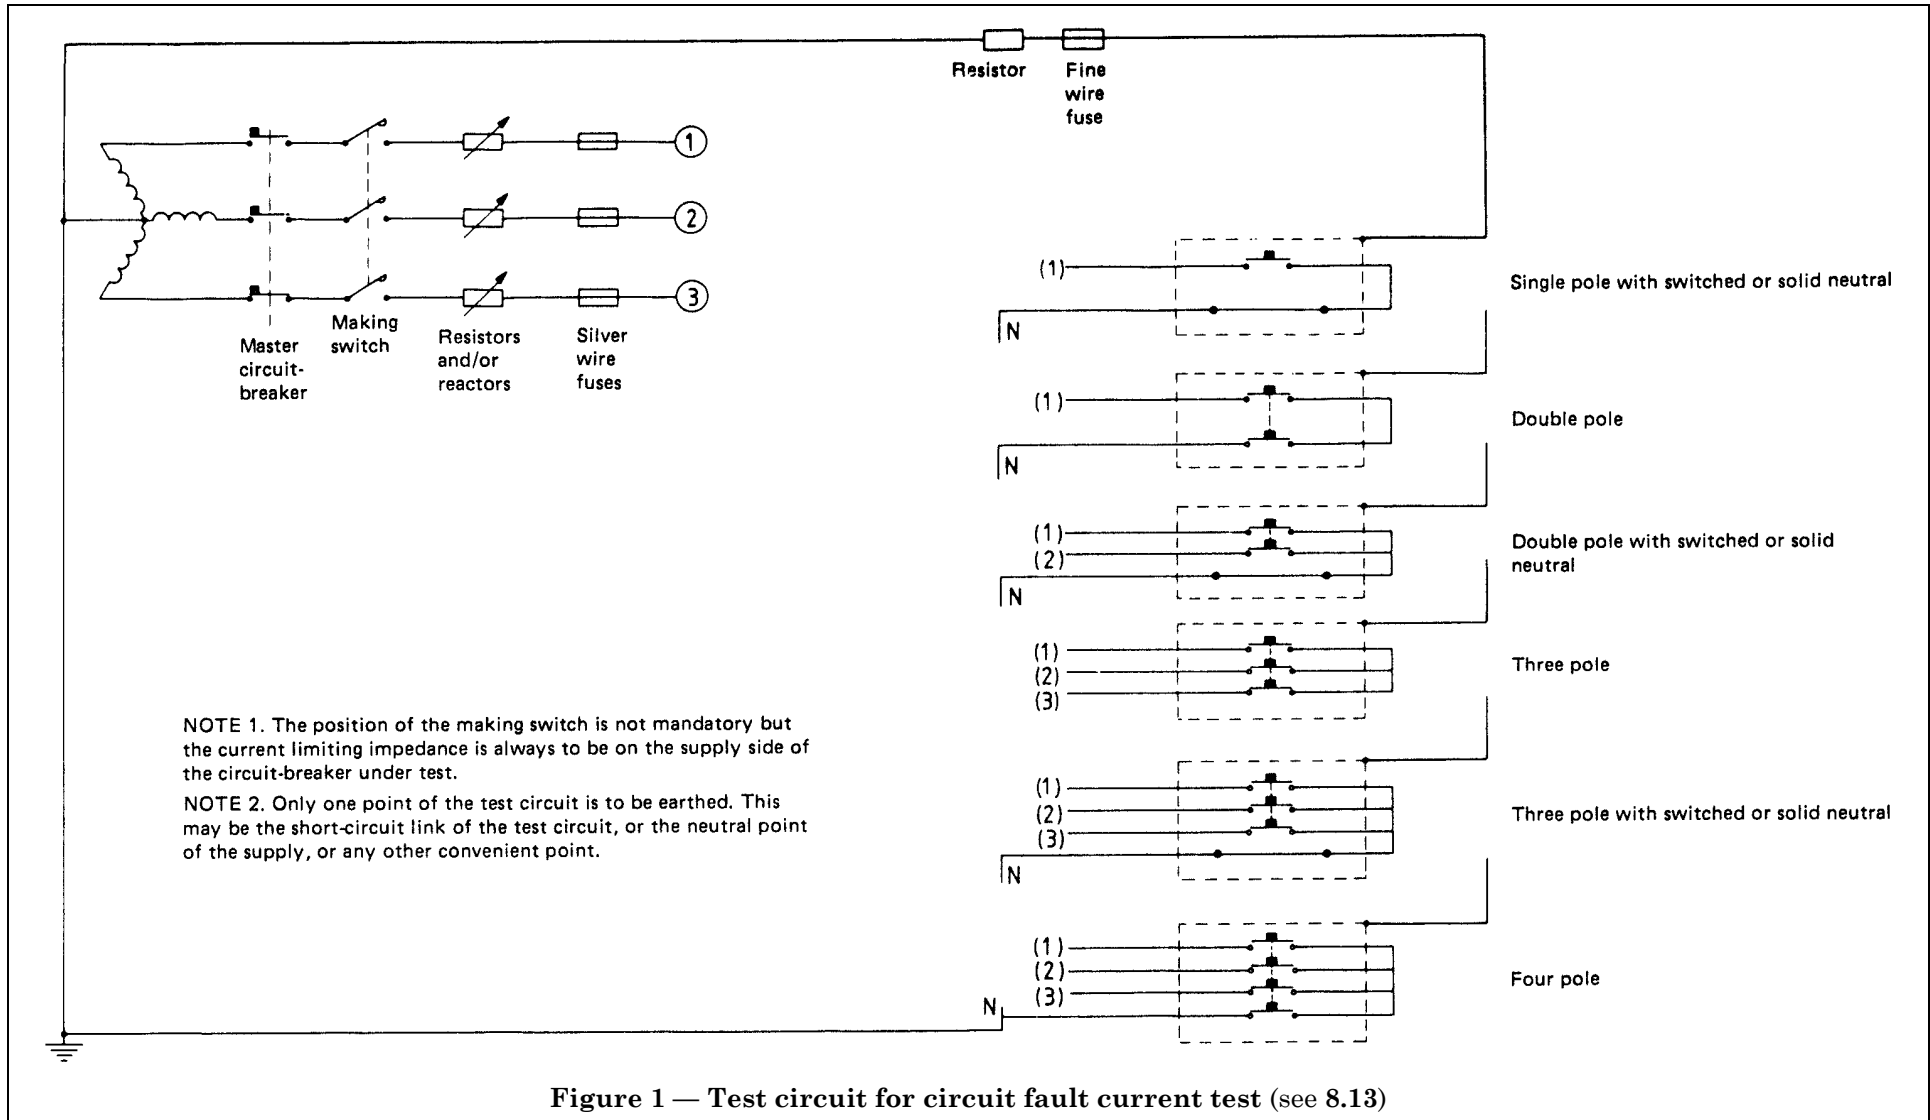 Resistor
Fine
wire
fuse
1
2
3
Master
circuit-
breaker
Making
switch
Resistors
and/or
reactors
Silver
wire
fuses
(1)
N
Single pole with switched or solid neutral
(1)
N
Double pole
(1)
(2)
N
Double pole with switched or solid
neutral
(1)
(2)
(3)
Three pole
(1)
(2)
(3)
N
Three pole with switched or solid neutral
(1)
(2)
(3)
N
Four pole
NOTE 1. The position of the making switch is not mandatory but
the current limiting impedance is always to be on the supply side of
the circuit-breaker under test.
NOTE 2. Only one point of the test circuit is to be earthed. This
may be the short-circuit link of the test circuit, or the neutral point
of the supply, or any other convenient point.
Figure 1 — Test circuit for circuit fault current test (see 8.13)